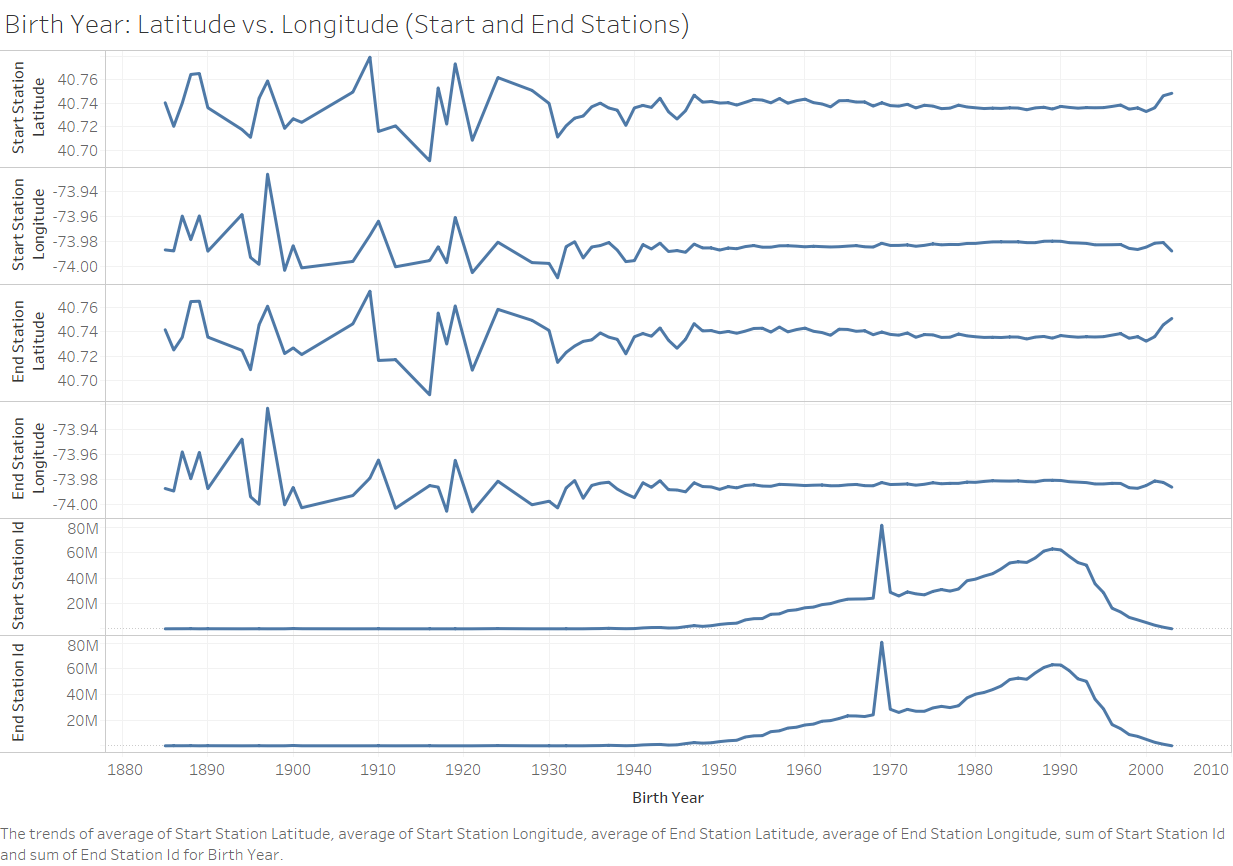 Birth Year: Latitude vs. Longitude (Start and End Stations)
Start Station
Latitude
40.76
40.74
40.72
40.70
Start Station
Longitude
-73.94
-73.96
-73.98
-74.00
End Station
Latitude
40.76
40.74
40.72
40.70
End Station
Longitude
-73.94
-73.96
-73.98
-74.00
Start Station Id
80M
60M
40M
20M
End Station Id
80M
60M
40M
20M
1880 1890 1900 1910 1920 1930 1940 1950 1960 1970 1980 1990 2000 2010
Birth Year
The trends of average of Start Station Latitude, average of Start Station Longitude, average of End Station Latitude, average of End Station Longitude, sum of Start Station Id
and sum of End Station Id for Birth Year.